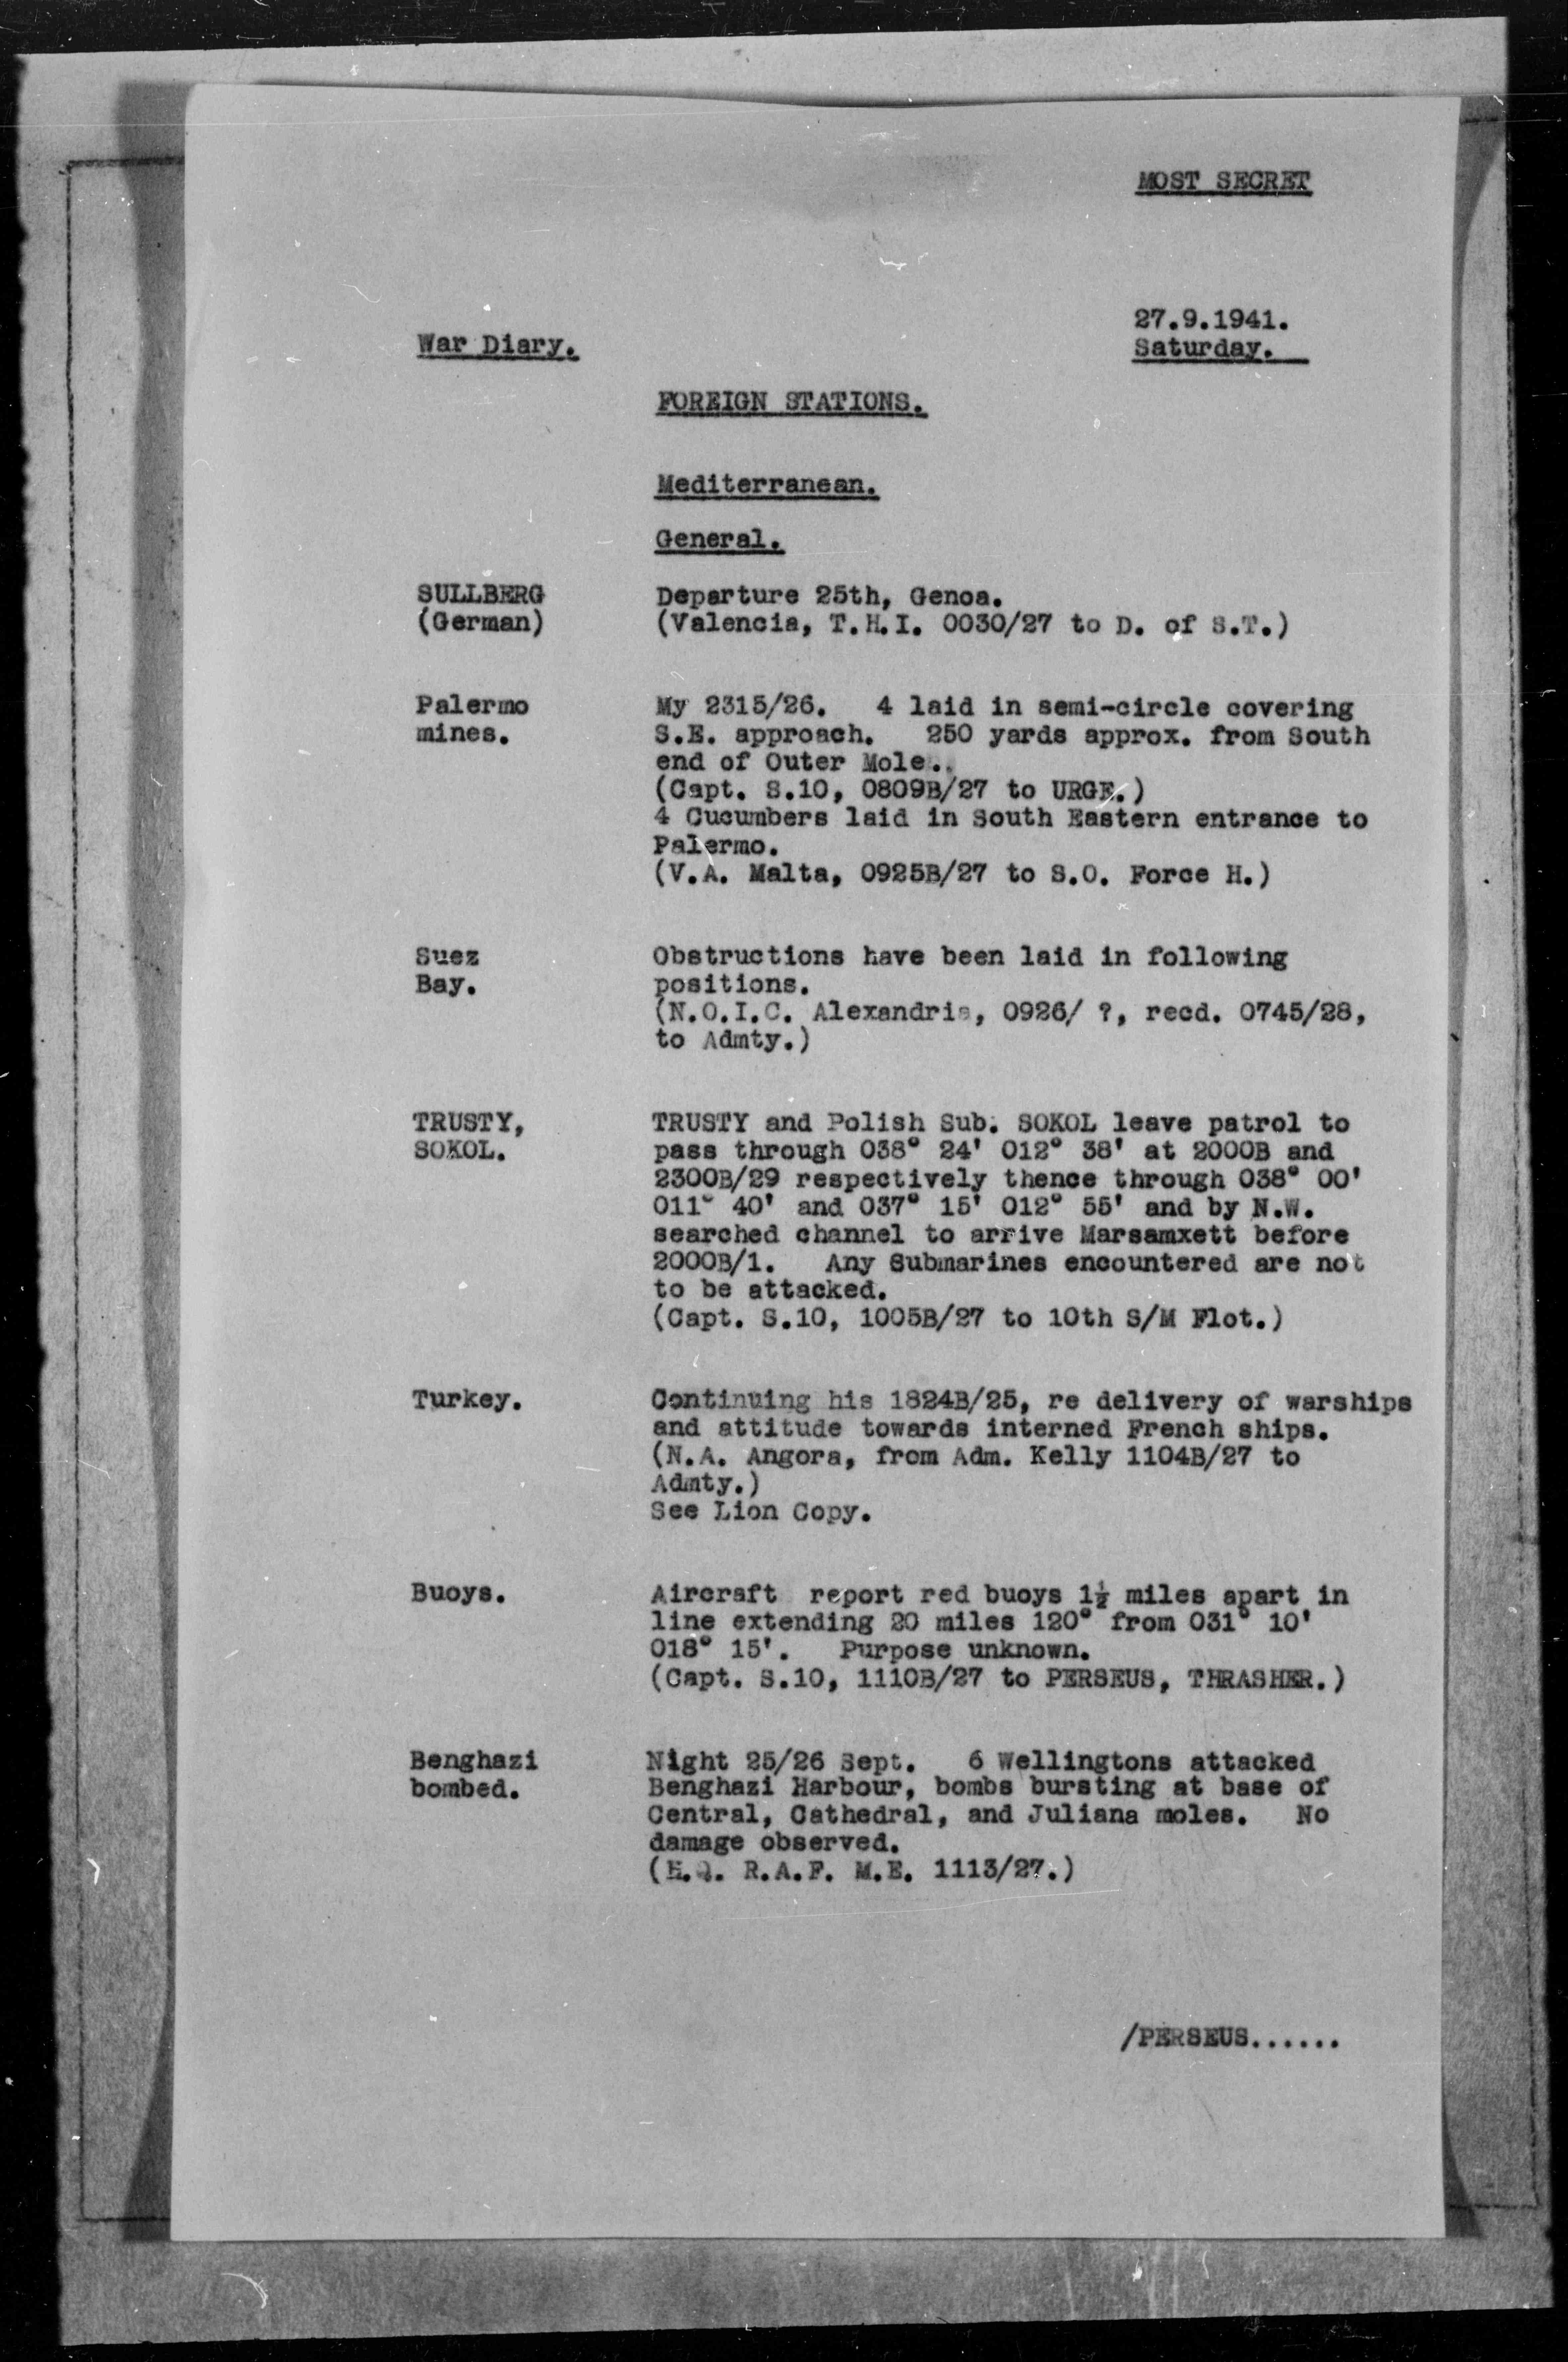 MOST SECRET
27.9.1941.
War Diary.
Saturday.
FOREIGN STATIONS.
Mediterranean.
General.
SULLBERG
(German)
Departure 25th, Genoa.
(Valencia, T.H.I. 0030/27 to D. of S.T.)
Palermo
mines.
My 2315/26. 4 laid in semi-circle covering
S.E. approach. 250 yards approx. from South
end of Outer Mole..
(Capt. S.10, 0809B/27 to URGE.)
4 Cucumbers laid in South Eastern entrance to
Palermo.
(V.A. Malta, 0925B/27 to S.O. Force H.)
Suez
Bay.
Obstructions have been laid in following
positions.
(N.O.I.C. Alexandria, 0926/ ?, recd. 0745/28,
to Admty.)
TRUSTY,
SOKOL.
TRUSTY and Polish Sub. SOKOL leave patrol to
pass through 038° 24' 012° 38' at 2000B and
2300B/29 respectively thence through 038° 00'
011° 40' and 037° 15' 012° 55' and by N.W.
searched channel to arrive Marsamxett before
2000B/1. Any Submarines encountered are not
to be attacked.
(Capt. S.10, 1005B/27 to 10th S/M Flot.)
Turkey.
Continuing his 1824B/25, re delivery of warships
and attitude towards interned French ships.
(N.A. Angora, from Adm. Kelly 1104B/27 to
Admty.)
See Lion Copy.
Buoys.
Aircraft report red buoys 1½ miles apart in
line extending 20 miles 120° from 031° 10'
018° 15'. Purpose unknown.
(Capt. S.10, 1110B/27 to PERSEUS, THRASHER.)
Benghazi
bombed.
Night 25/26 Sept. 6 Wellingtons attacked
Benghazi Harbour, bombs bursting at base of
Central, Cathedral, and Juliana moles. No
damage observed.
(H.Q. R.A.F. M.E. 1113/27.)
/PERSEUS......